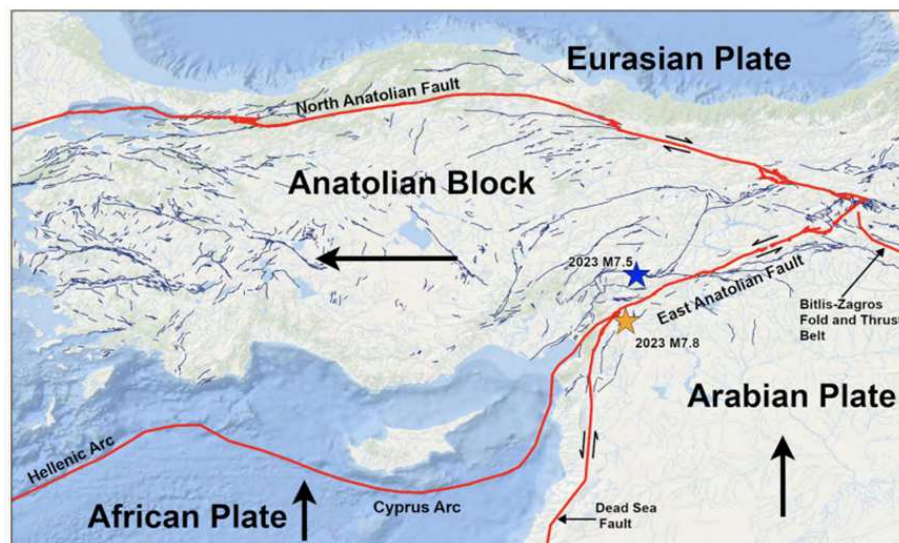 Eurasian Plate
North Anatolian Fault
Anatolian Block
2023 M7.5
East Anatolian Fault
2023 M7.8
Bitlis-Zagros
Fold and Thrust
Belt
Arabian Plate
Hellenic Arc
African Plate
Cyprus Arc
Dead Sea
Fault